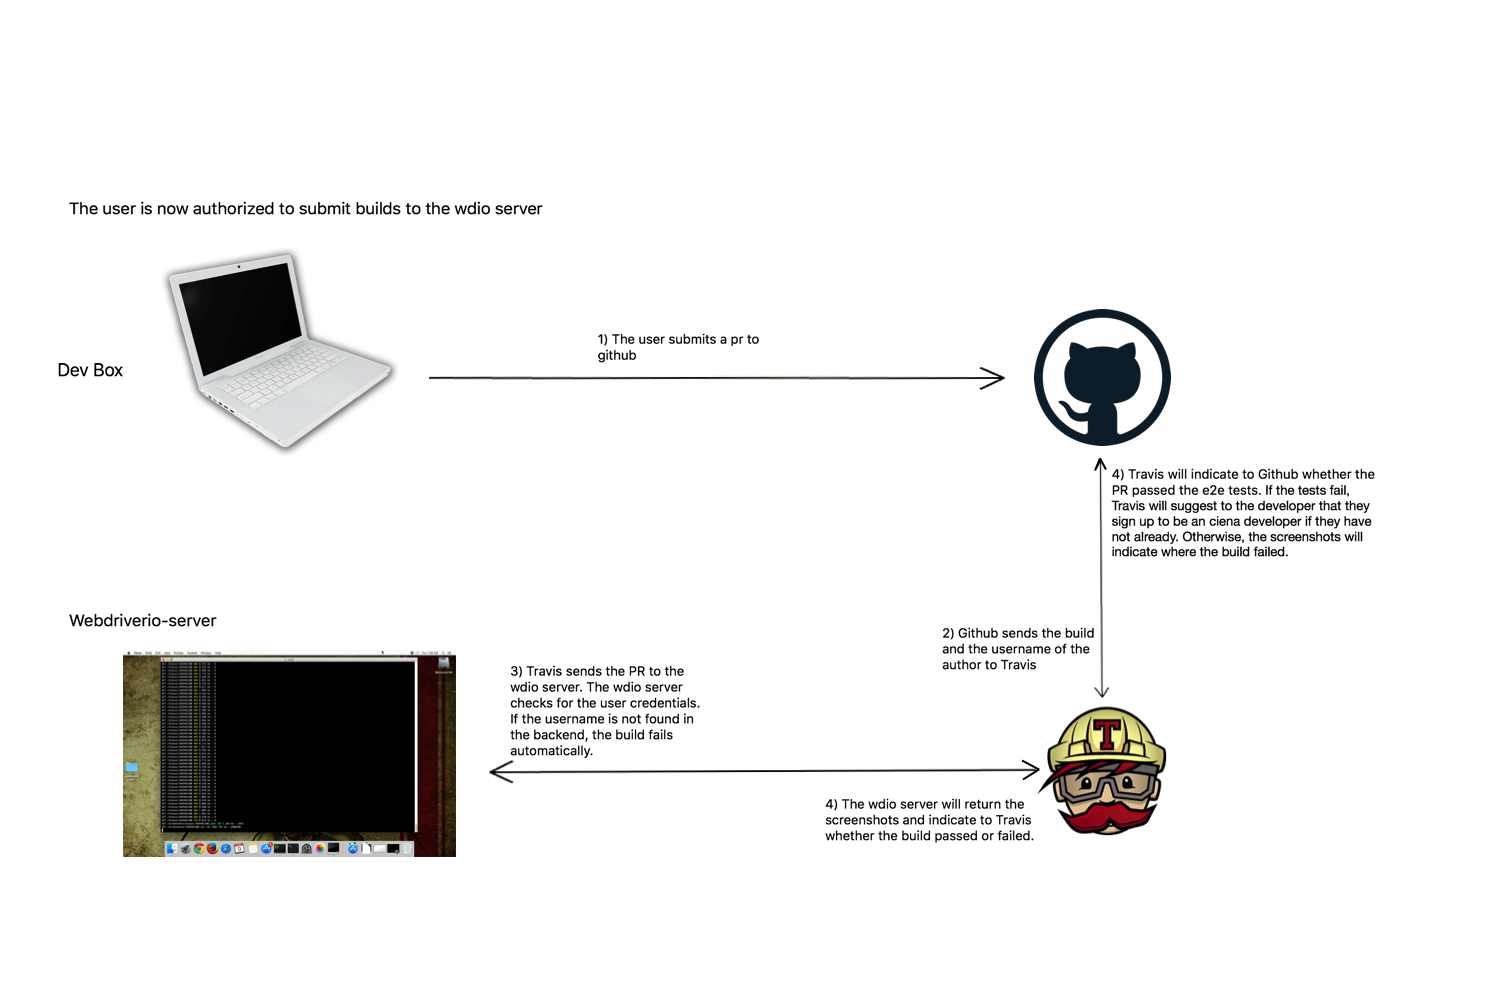 The user is now authorized to submit builds to the wdio server
1) The user submits a pr to
github
Dev Box
4) Travis will indicate to Github whether the
PR passed the e2e tests. If the tests fail,
Travis will suggest to the developer that they
sign up to be an ciena developer if they have
not already. Otherwise, the screenshots will
indicate where the build failed.
Webdriverio-server
2) Github sends the build
and the username of the
author to Travis
3) Travis sends the PR to the
wdio server. The wdio server
checks for the user credentials.
If the username is not found in
the backend, the build fails
automatically.
T
4) The wdio server will return the
screenshots and indicate to Travis
whether the build passed or failed.